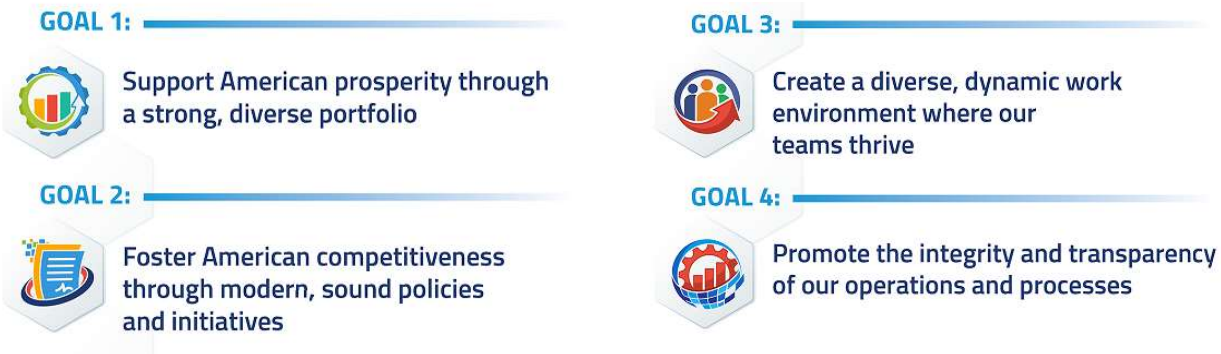 GOAL 1:
Support American prosperity through
a strong, diverse portfolio
GOAL 2:
Foster American competitiveness
through modern, sound policies
and initiatives
GOAL 3:
Create a diverse, dynamic work
environment where our
teams thrive
GOAL 4:
Promote the integrity and transparency
of our operations and processes